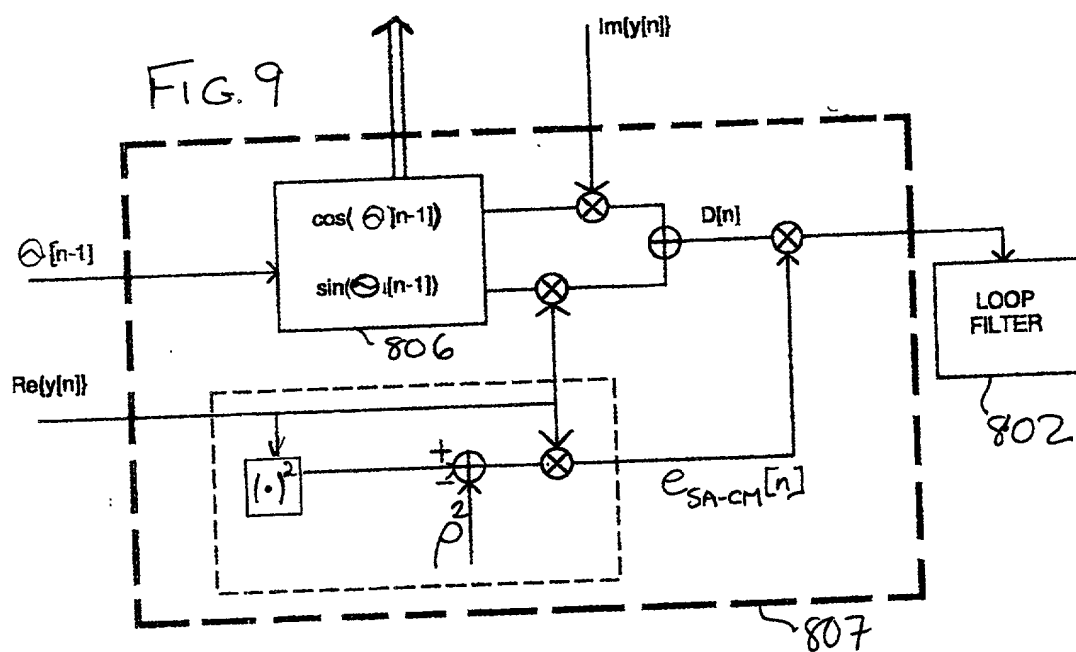 FIG. 9
Im{y[n]}
cos(Θ[n-1])
D[n]
Θ[n-1]
sin(Θ[n-1])
LOOP
FILTER
806
Re{y[n]}
802
(•)²
+
-
e_SA-CM[n]
ρ²
807